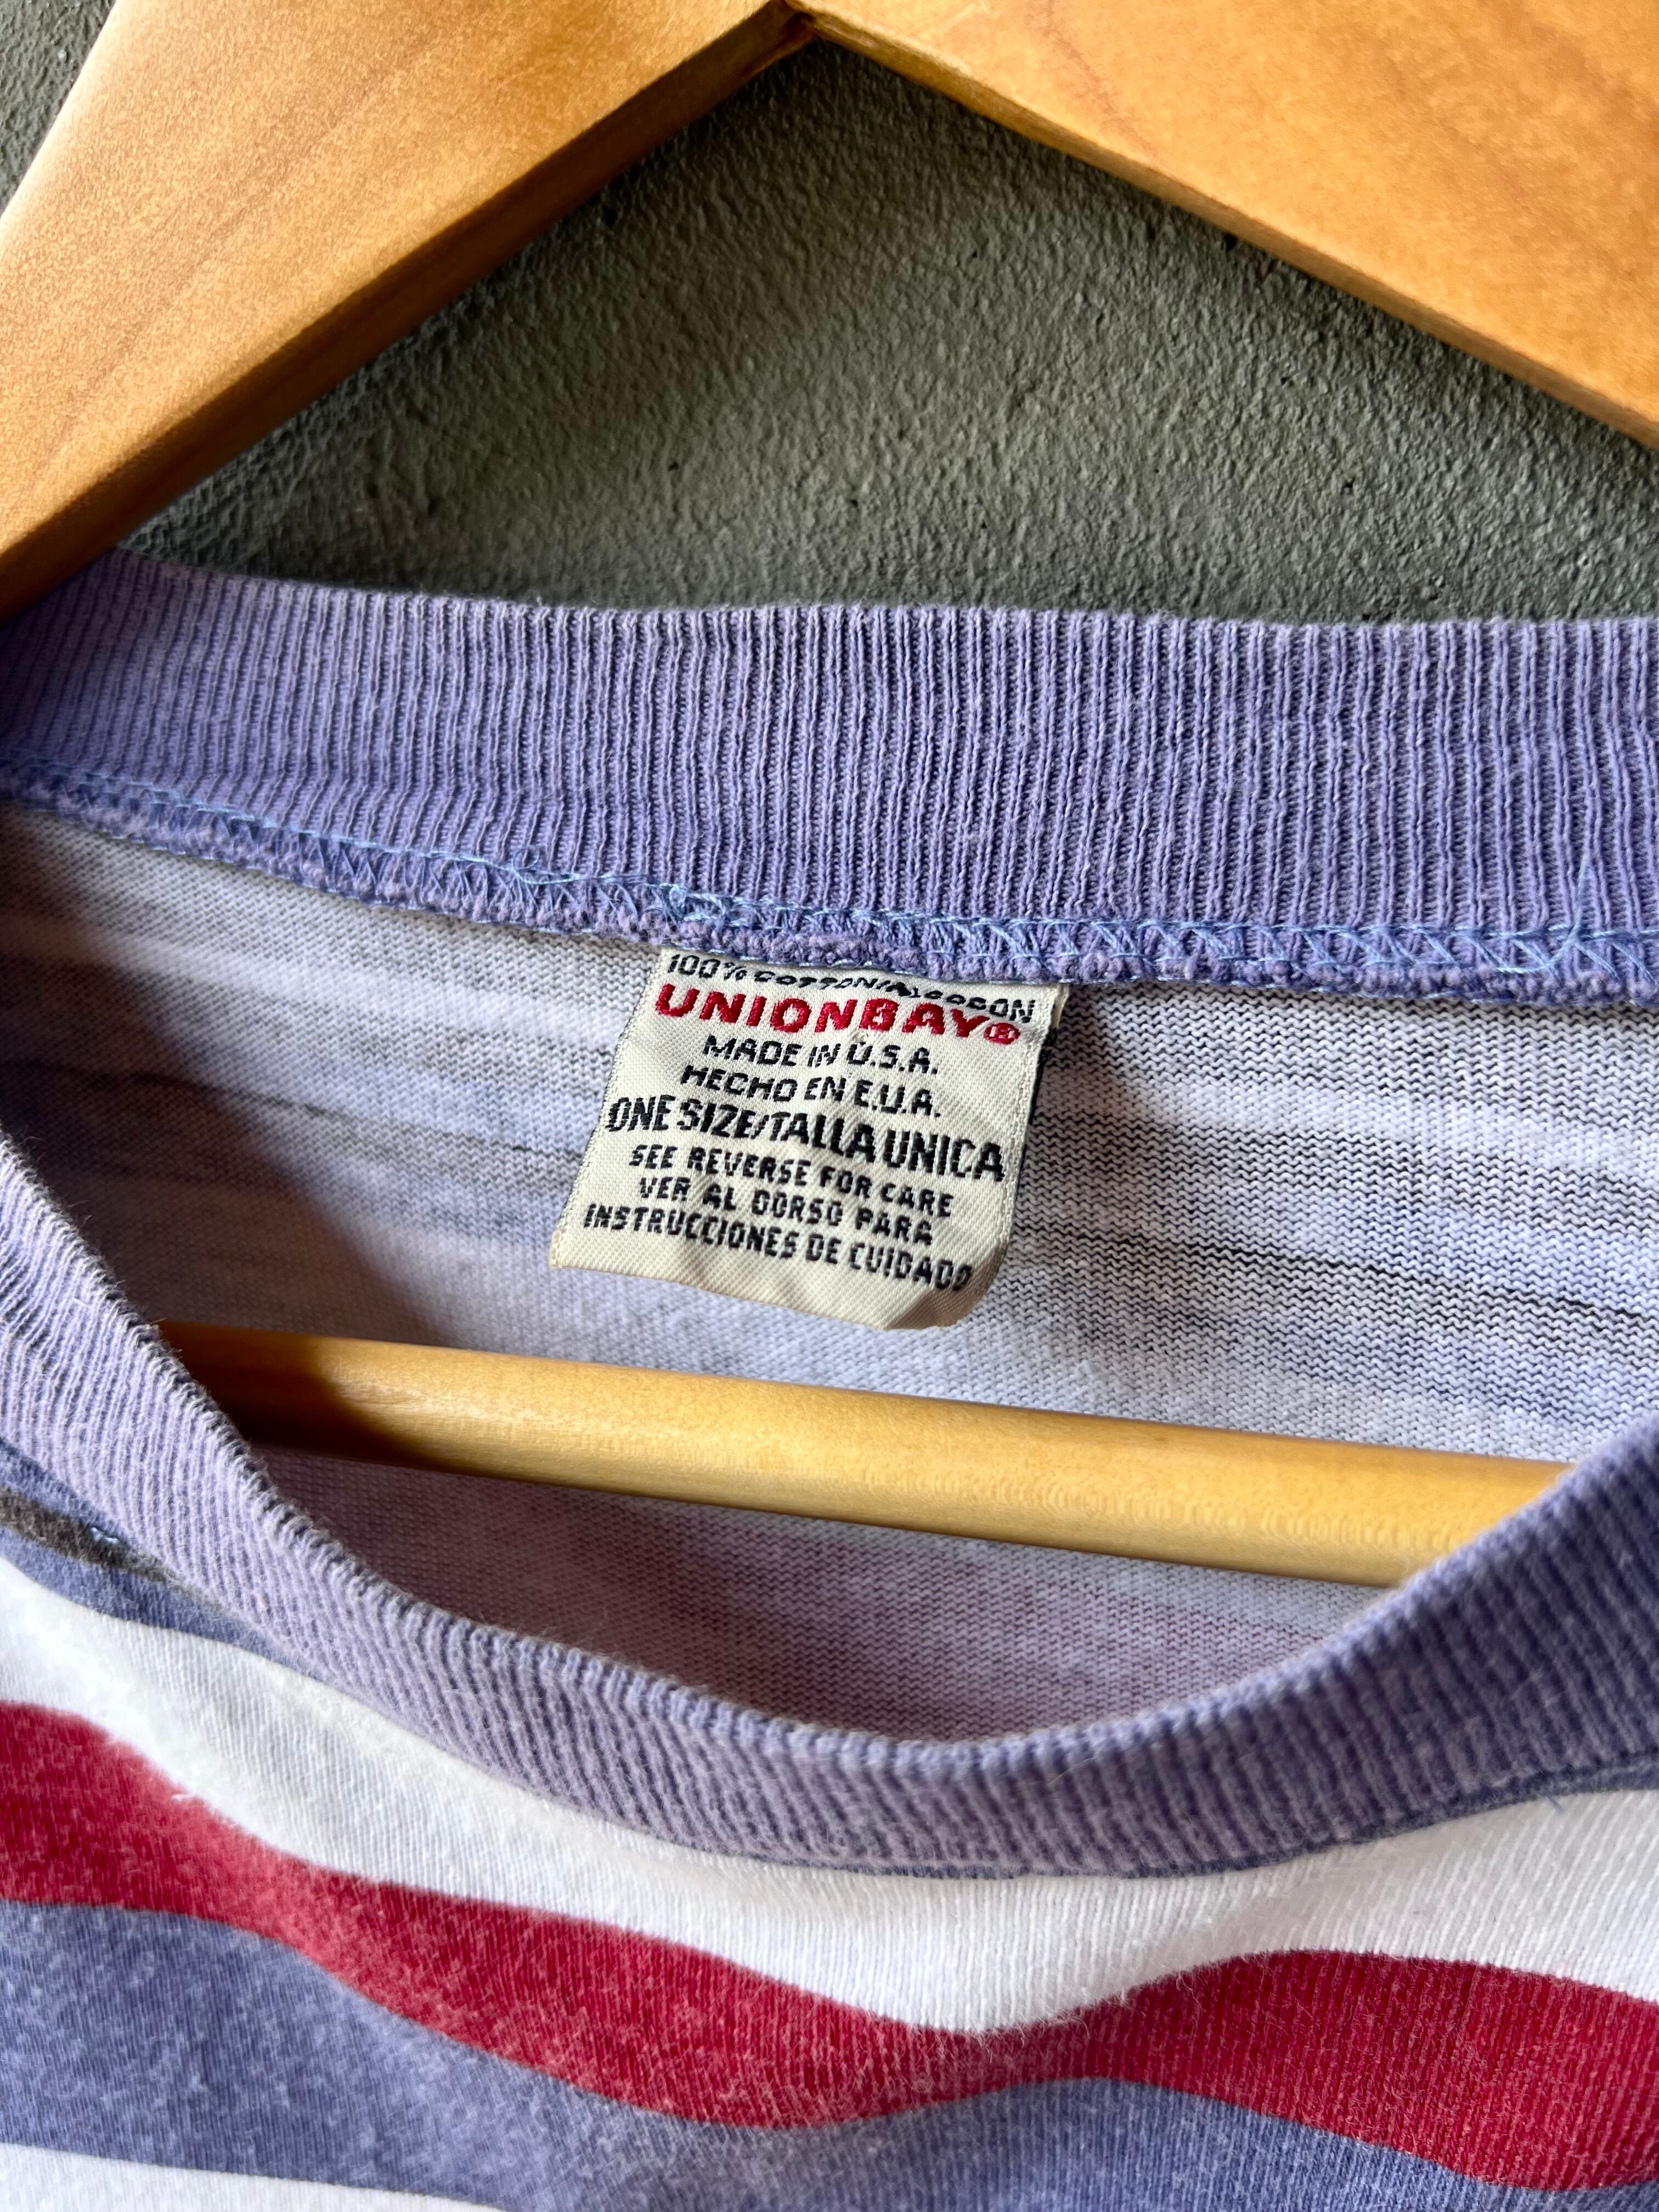 100% COTTON/ALGODON
UNIONBAY®
MADE IN U.S.A.
HECHO EN E.U.A.
ONE SIZE/TALLA UNICA
SEE REVERSE FOR CARE
VER AL DORSO PARA
INSTRUCCIONES DE CUIDADO